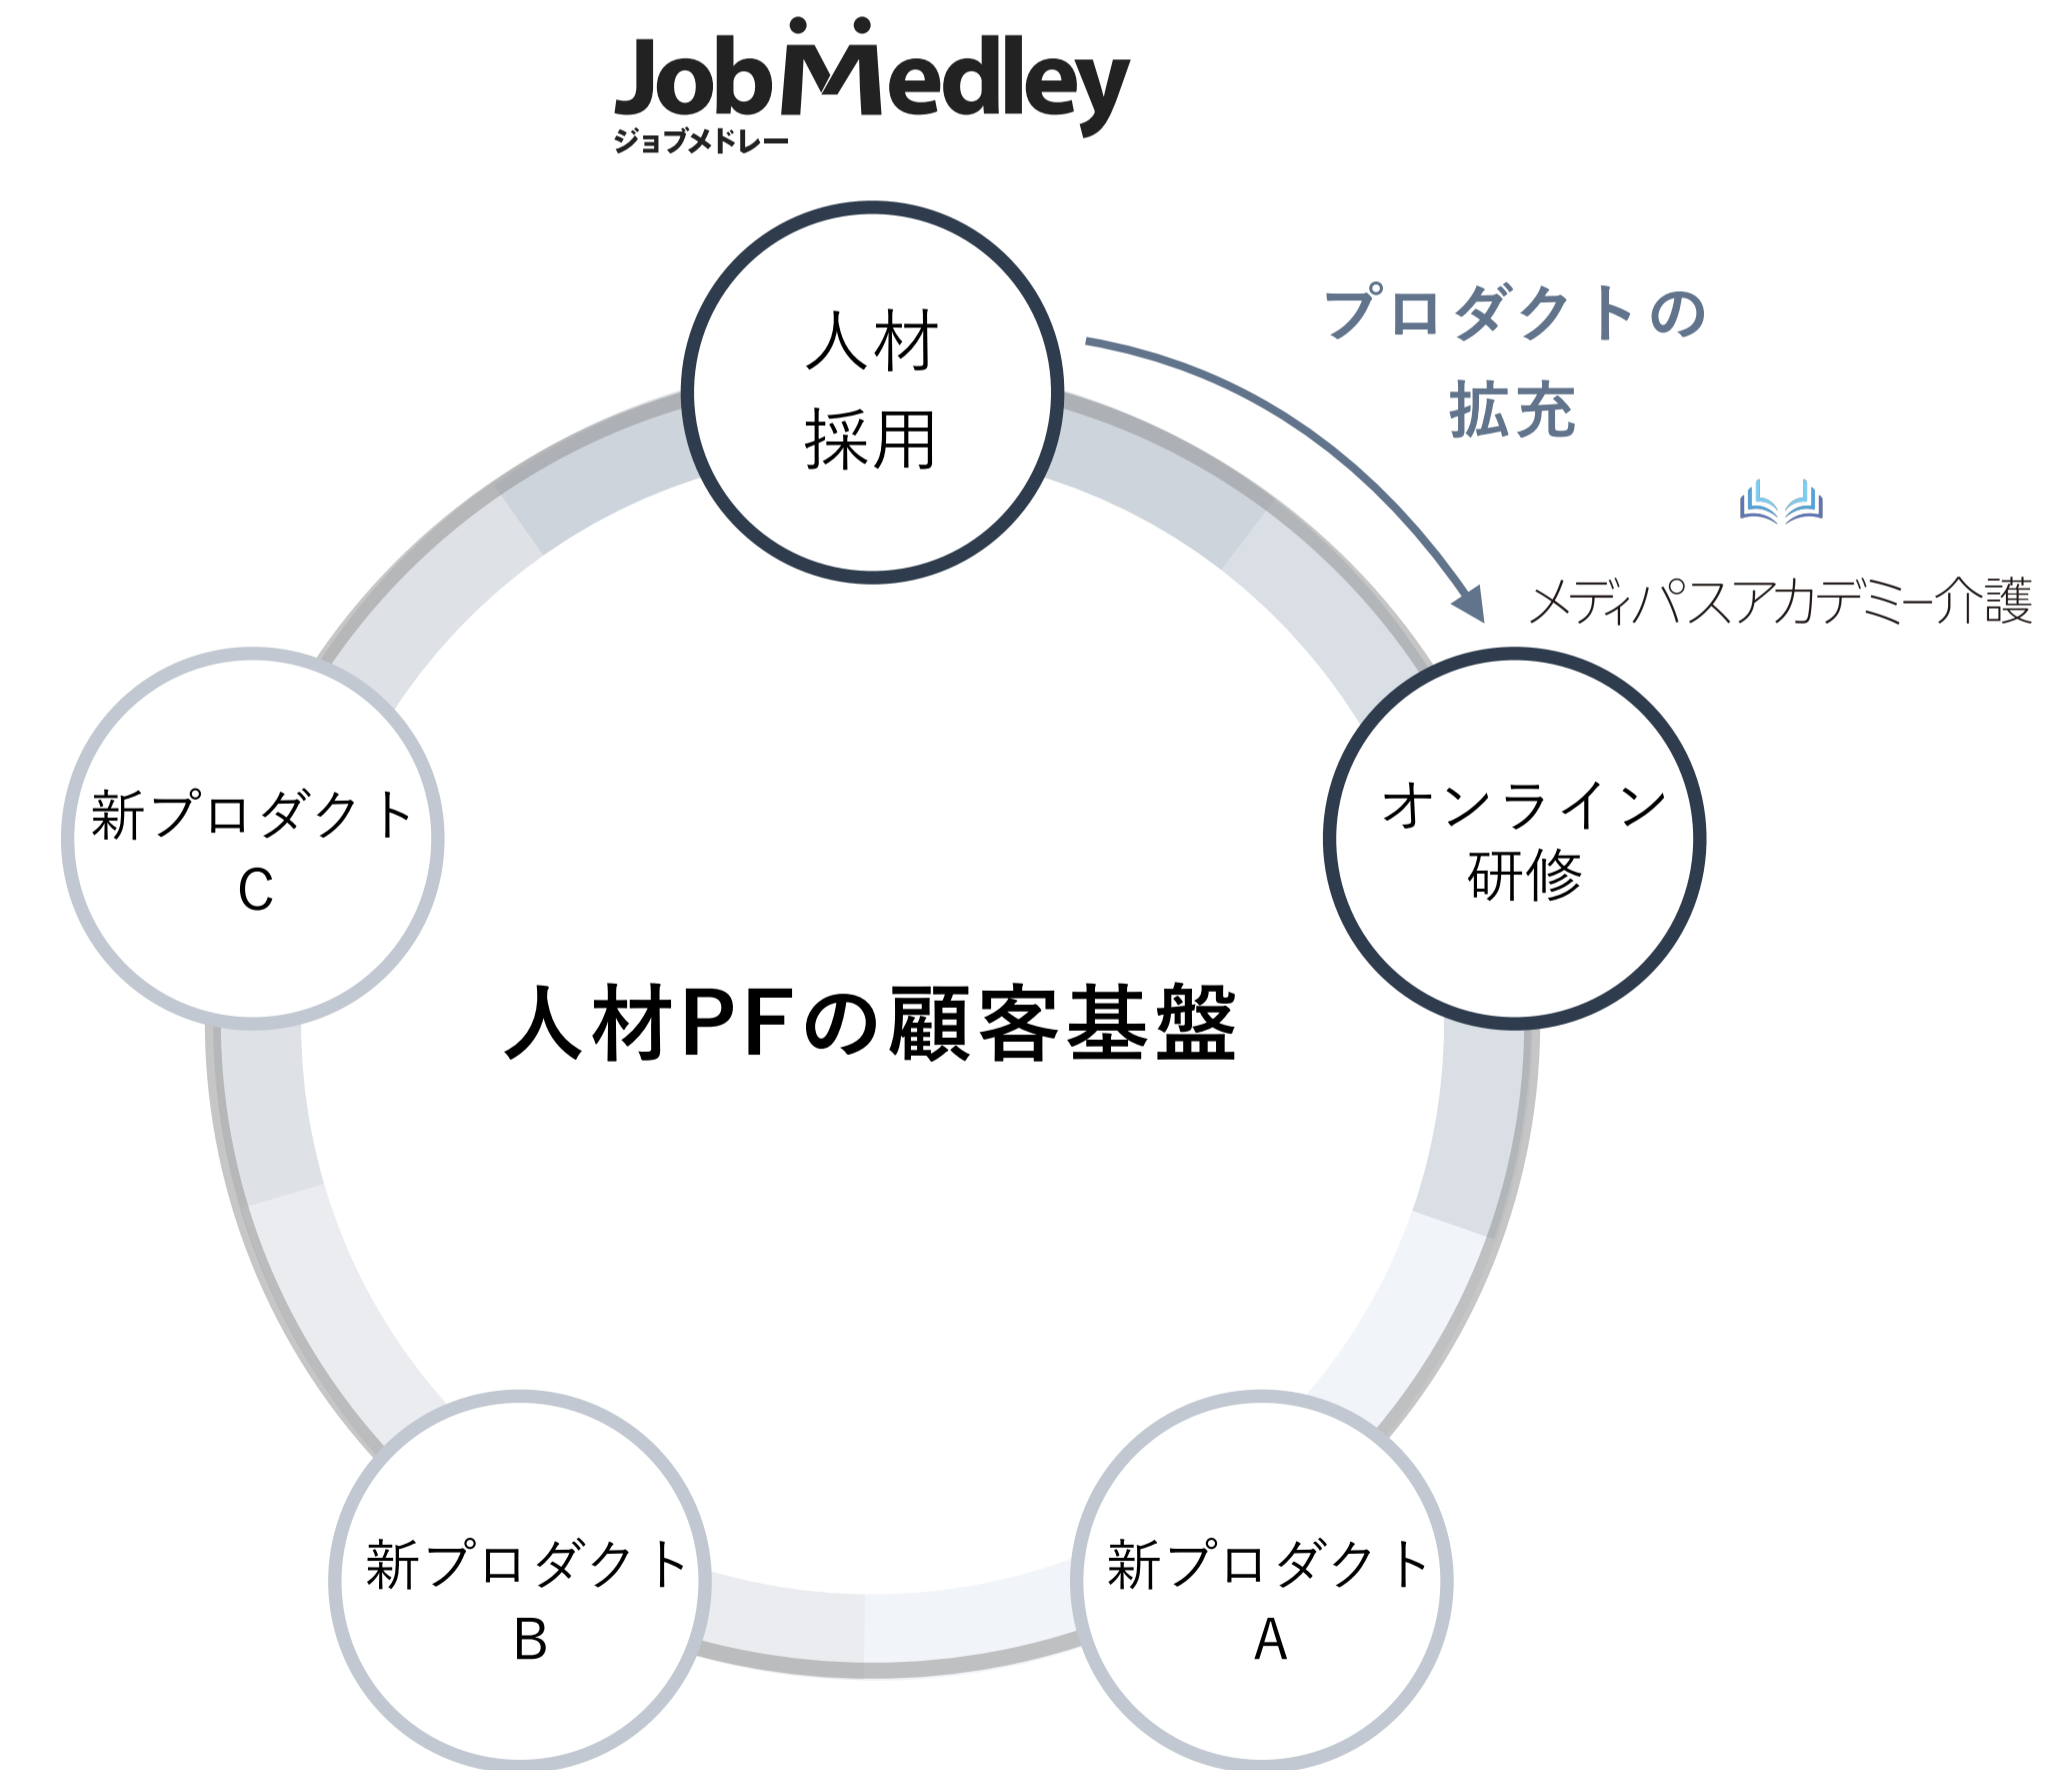 JobMedley
ジョブメドレー
人材
採用
プロダクトの
拡充
メディパスアカデミー介護
オンライン
研修
新プロダクト
C
人材PFの顧客基盤
新プロダクト
B
新プロダクト
A